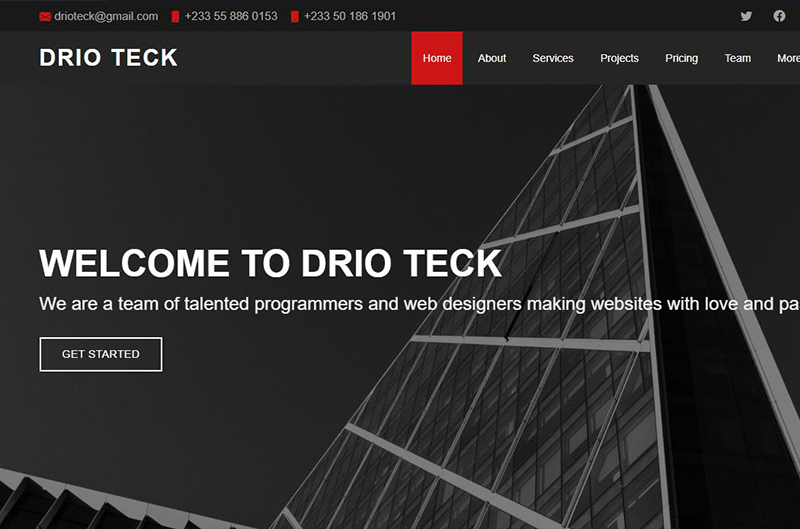 drioteck@gmail.com +233 55 886 0153 +233 50 186 1901
DRIO TECK
Home About Services Projects Pricing Team More
WELCOME TO DRIO TECK
We are a team of talented programmers and web designers making websites with love and pa
GET STARTED